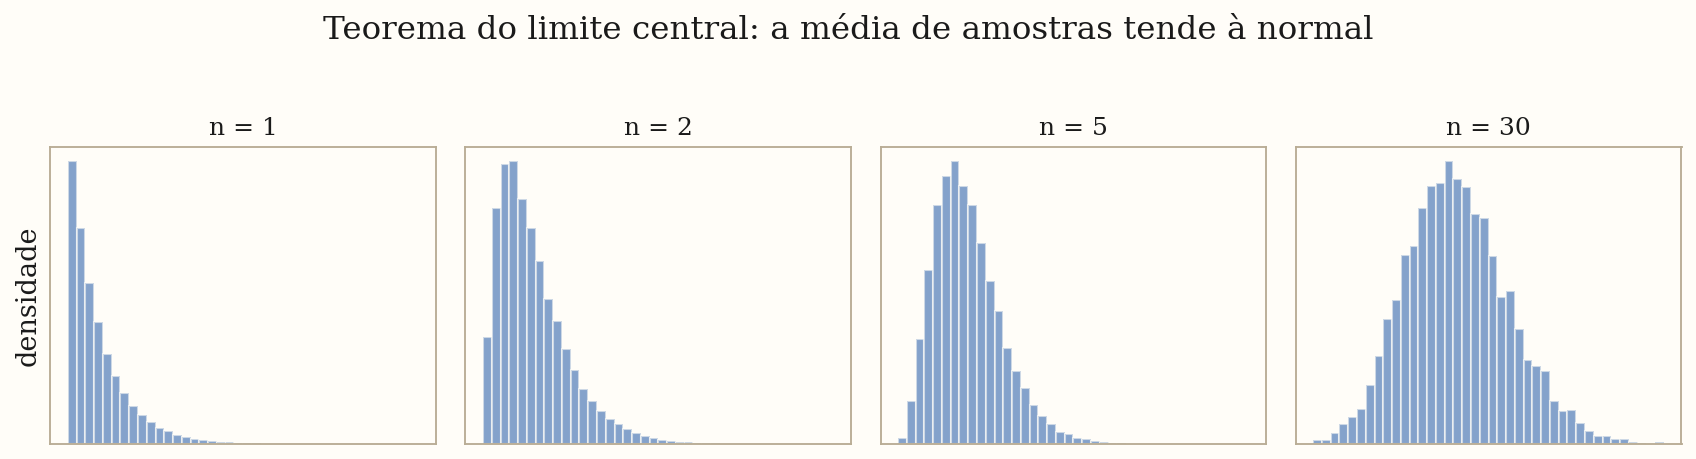 Teorema do limite central: a média de amostras tende à normal
n = 1
n = 2
n = 5
n = 30
densidade